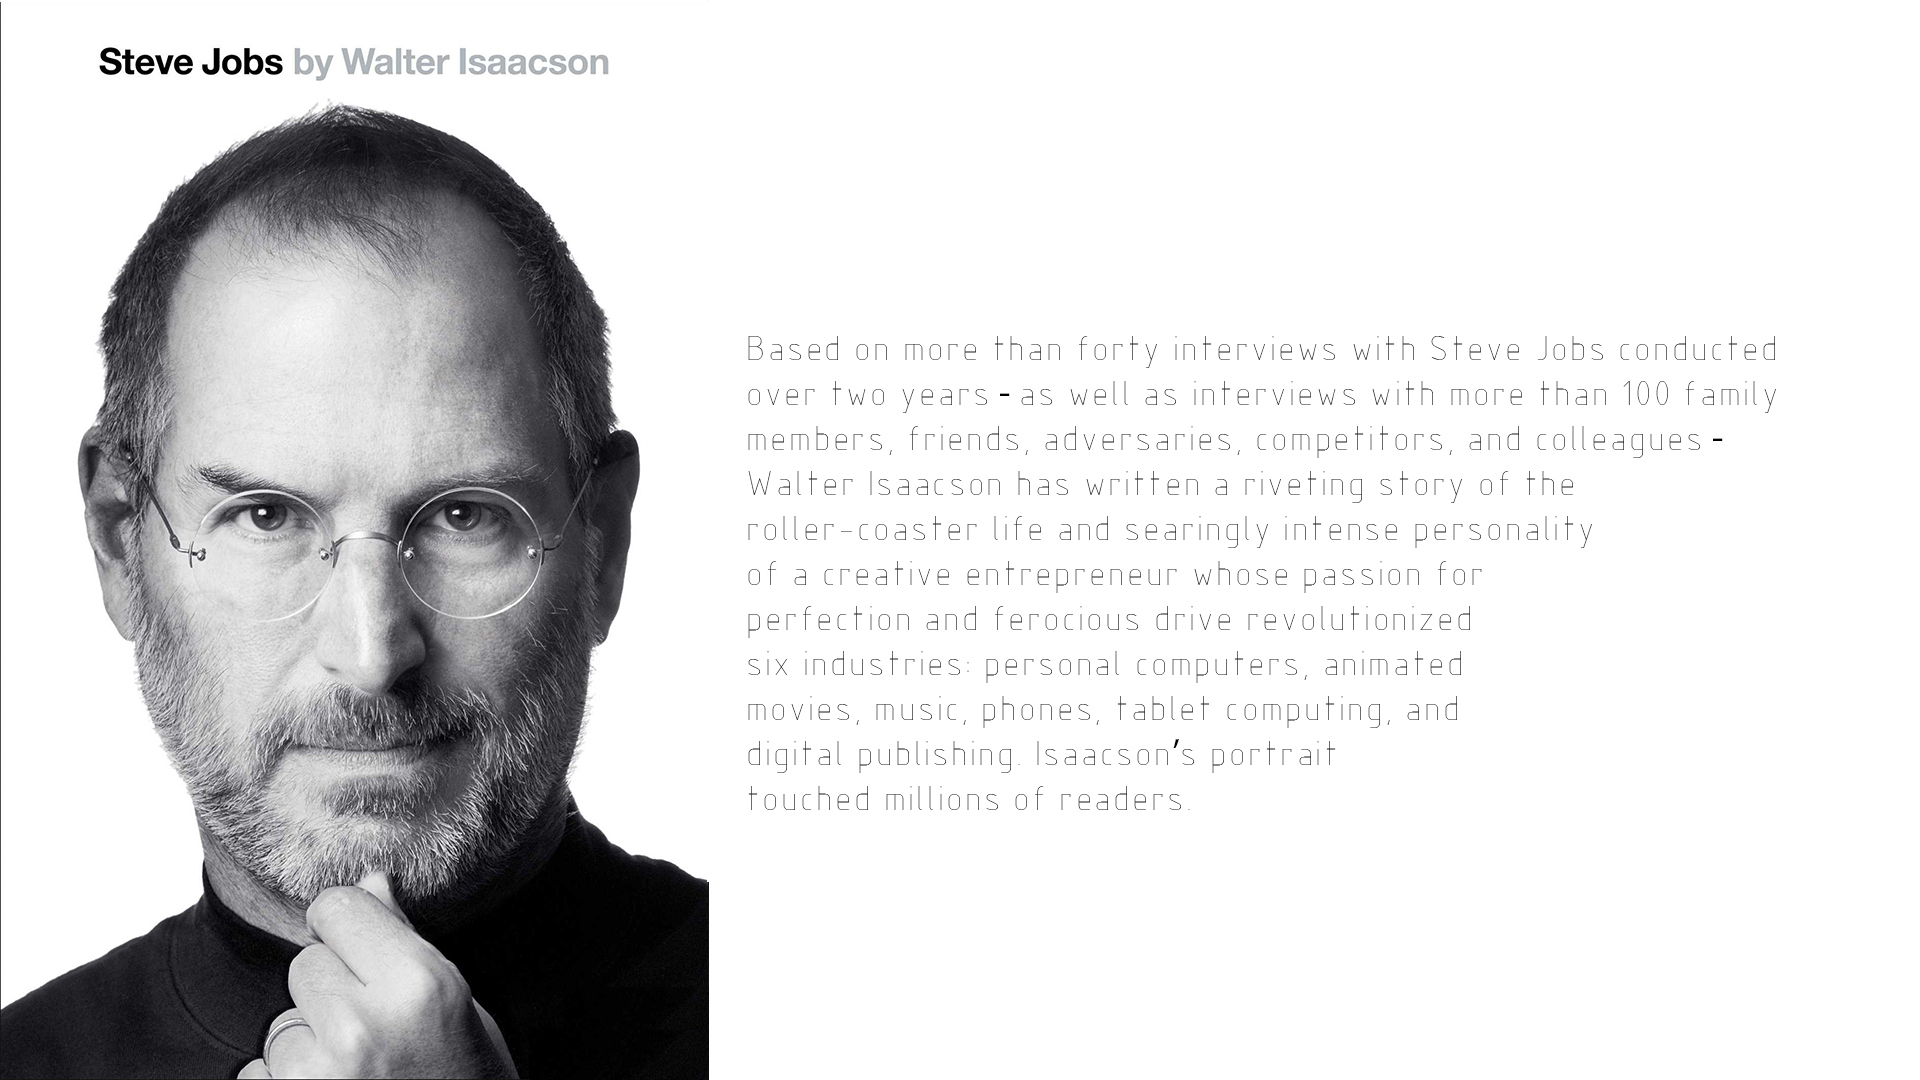 Steve Jobs by Walter Isaacson
Based on more than forty interviews with Steve Jobs conducted
over two years - as well as interviews with more than 100 family
members, friends, adversaries, competitors, and colleagues -
Walter Isaacson has written a riveting story of the
roller-coaster life and searingly intense personality
of a creative entrepreneur whose passion for
perfection and ferocious drive revolutionized
six industries: personal computers, animated
movies, music, phones, tablet computing, and
digital publishing. Isaacson's portrait
touched millions of readers.